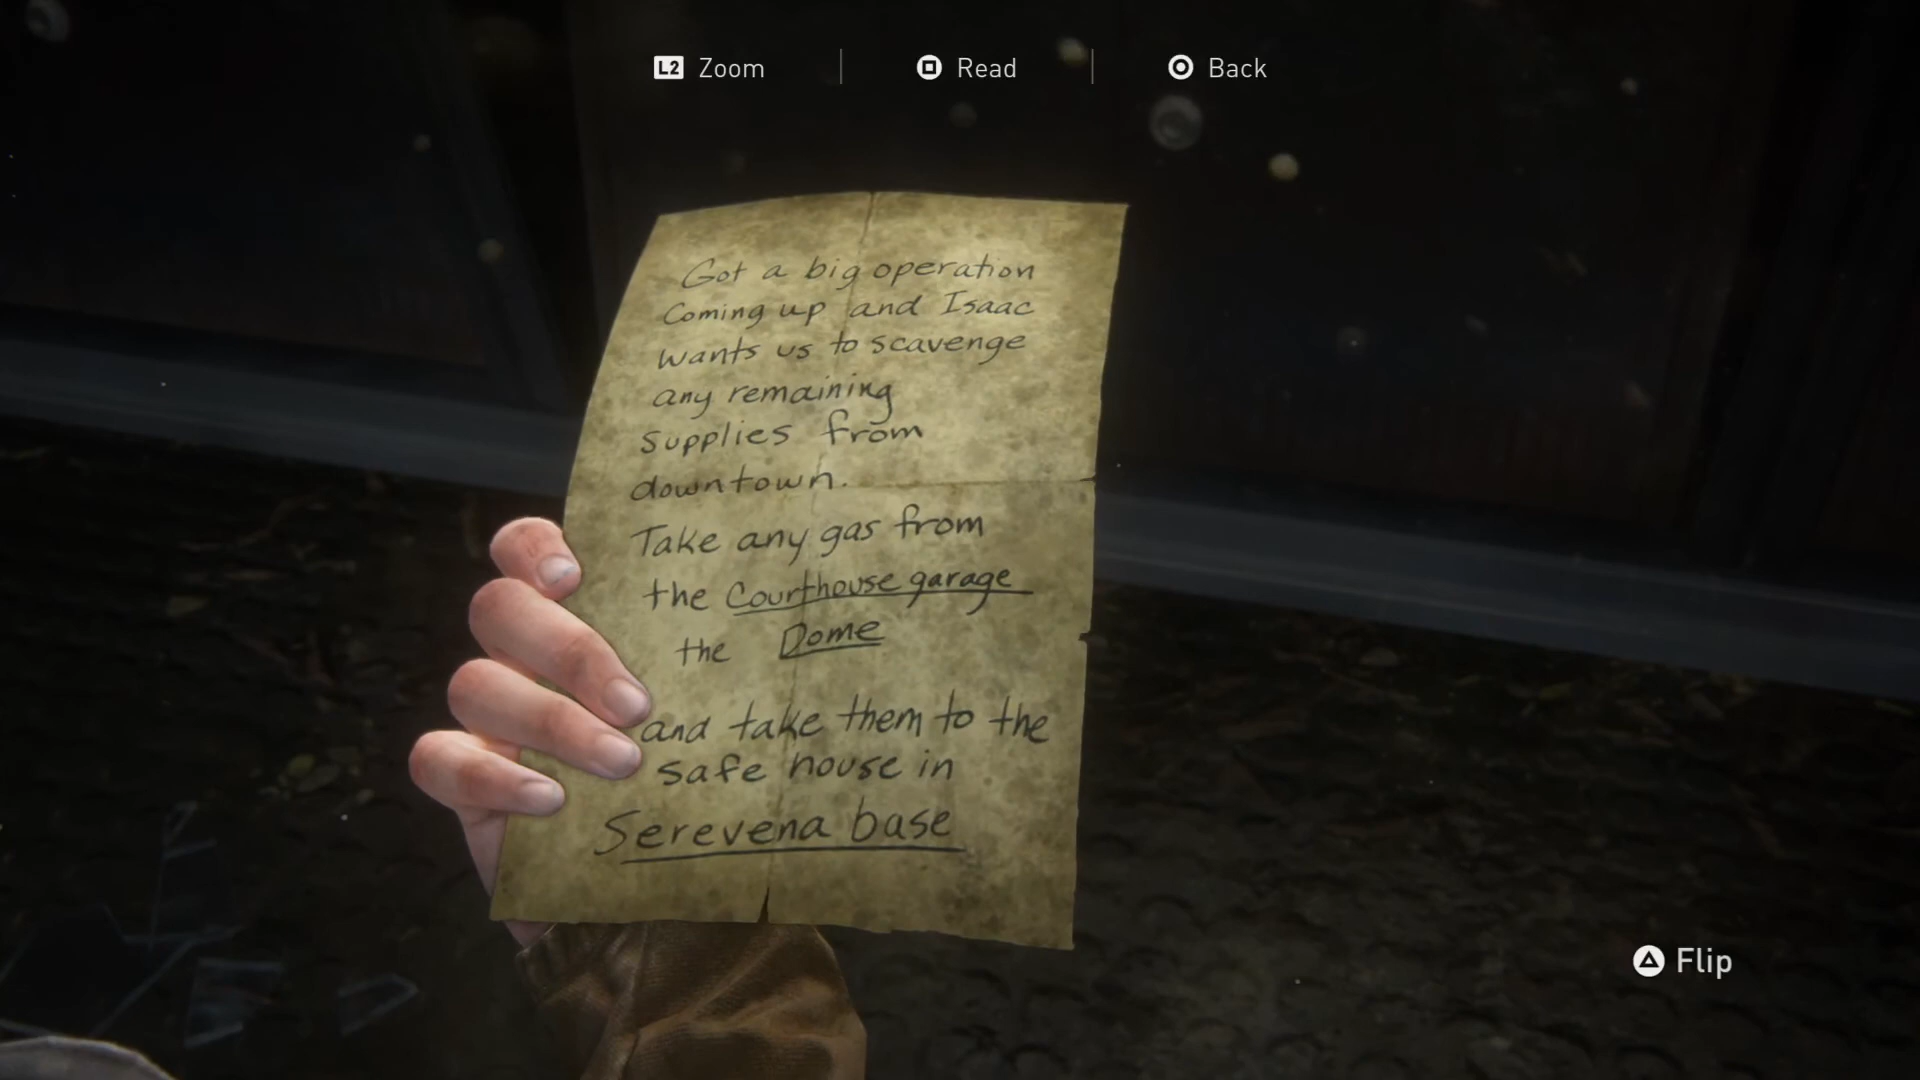 L2 Zoom
Read
Back
Got a big operation
Coming up and Isaac
wants us to scavenge
any remaining
supplies from
downtown.
Take any gas from
the Courthouse garage
the Dome
and take them to the
safe house in
Serevena base
Flip